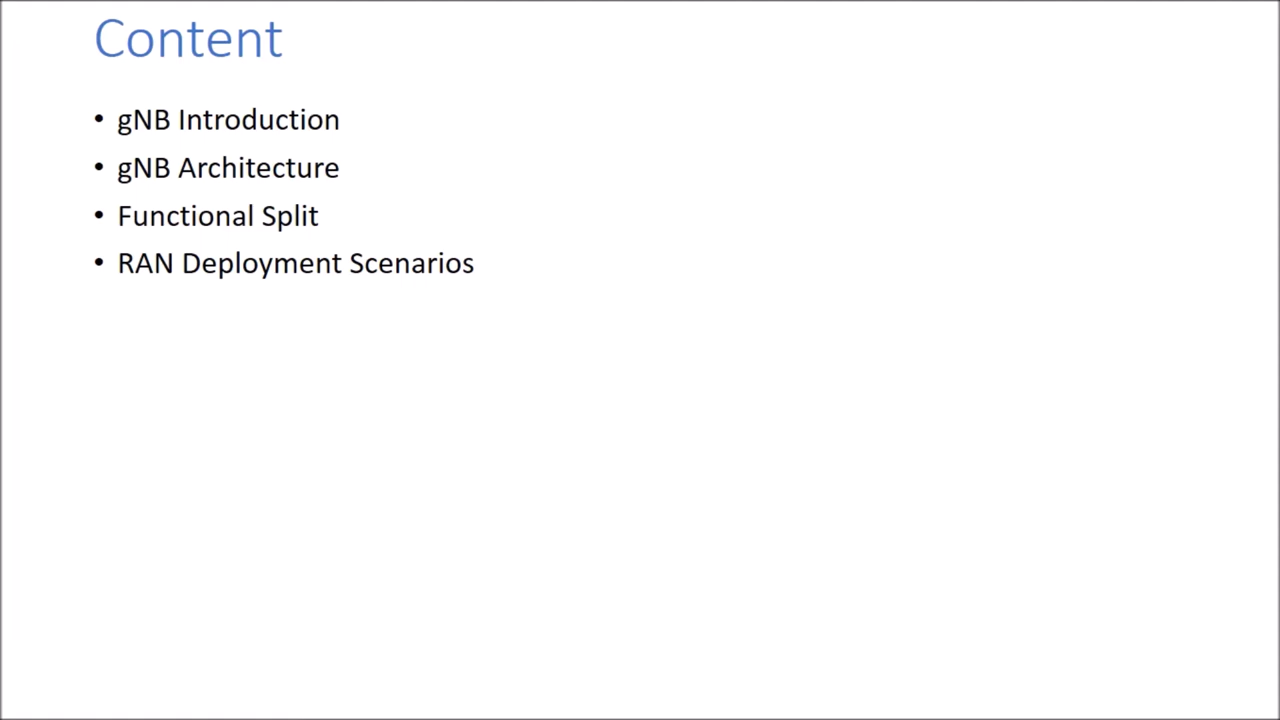 Content
• gNB Introduction
• gNB Architecture
• Functional Split
• RAN Deployment Scenarios